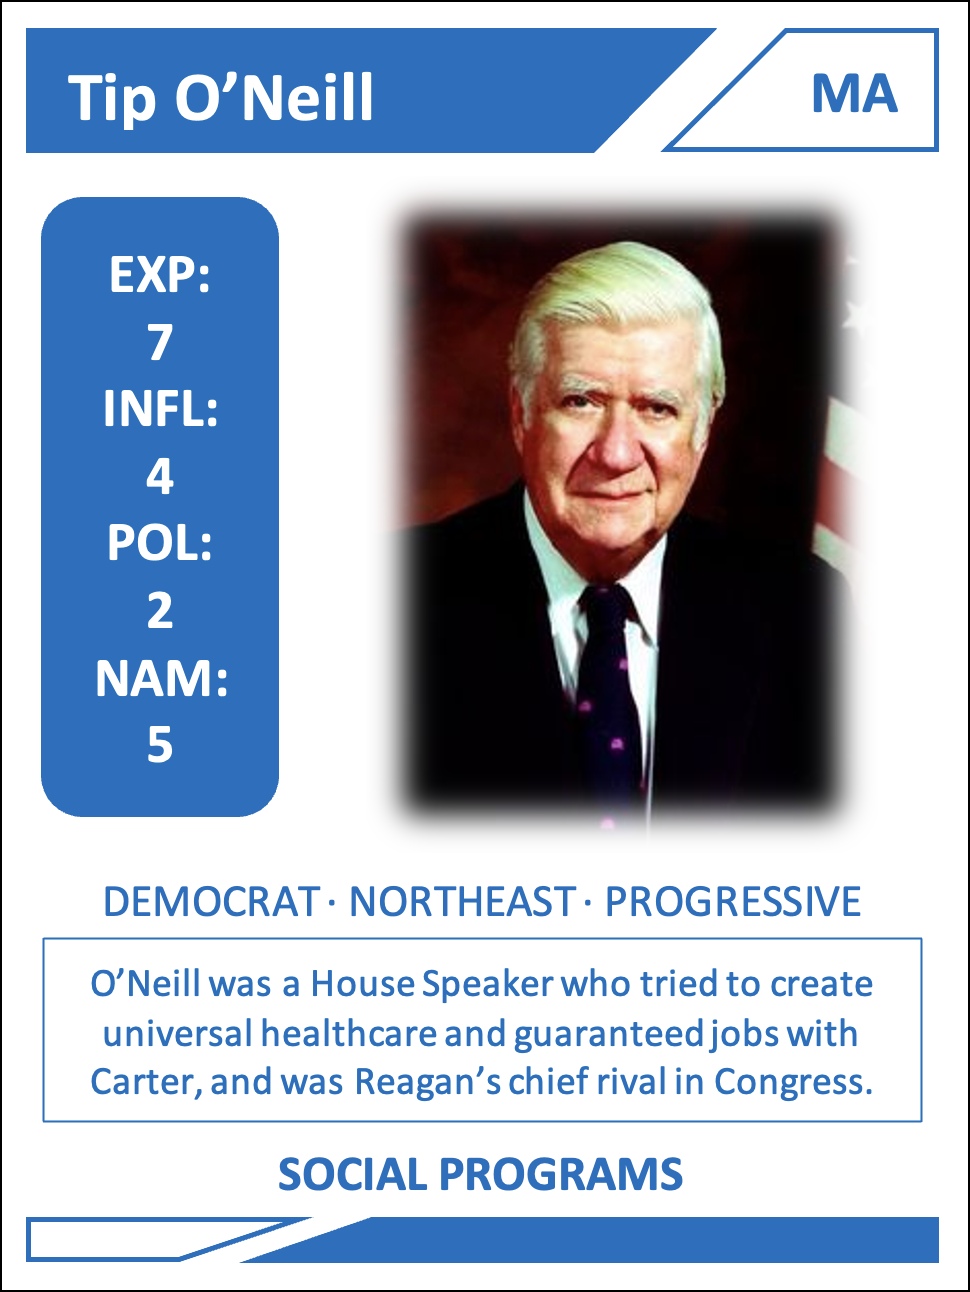 Tip O’Neill
MA
EXP:
7
INFL:
4
POL:
2
NAM:
5
DEMOCRAT · NORTHEAST · PROGRESSIVE
O’Neill was a House Speaker who tried to create
universal healthcare and guaranteed jobs with
Carter, and was Reagan’s chief rival in Congress.
SOCIAL PROGRAMS